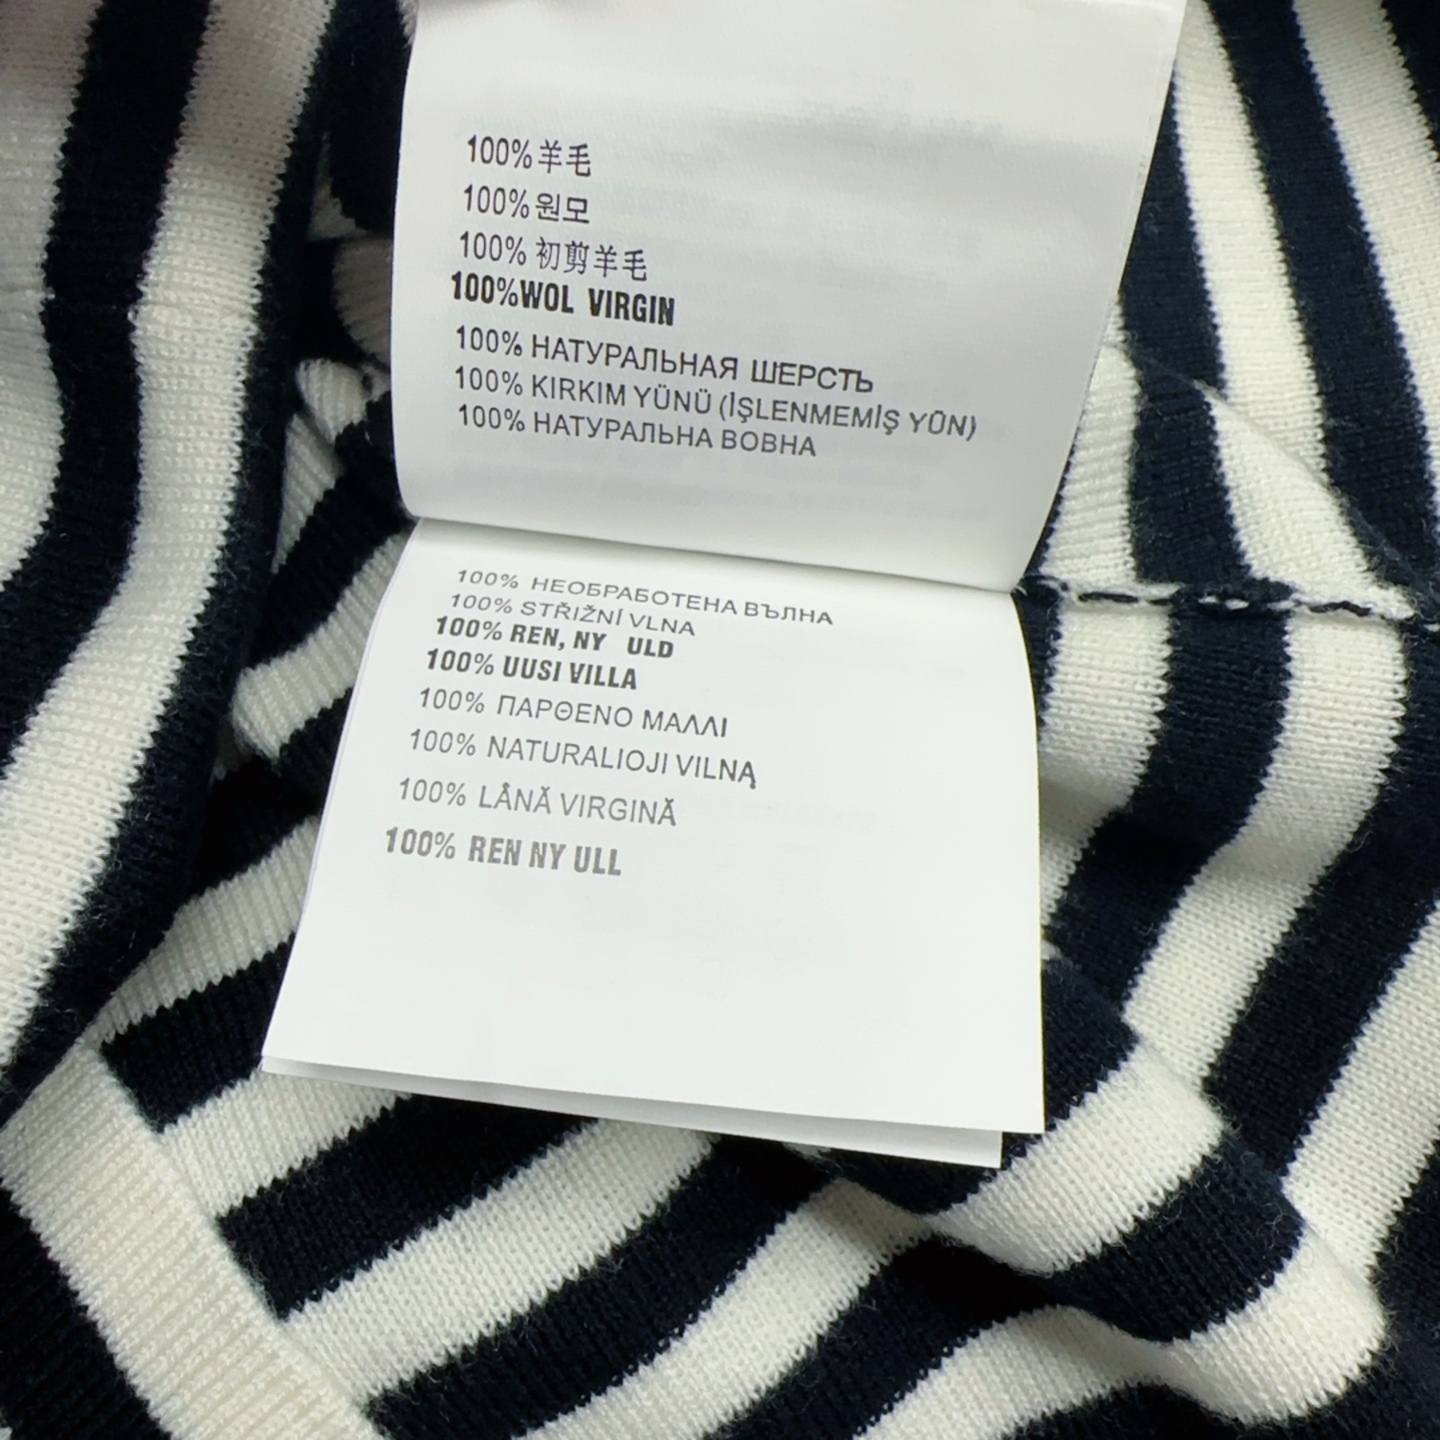 100%羊毛
100%원모
100% 初剪羊毛
100%WOL VIRGIN
100% НАТУРАЛЬНАЯ ШЕРСТЬ
100% KIRKIM YÜNÜ (İŞLENMEMİŞ YÜN)
100% НАТУРАЛЬНА ВОВНА
100% НЕОБРАБОТЕНА ВЪЛНА
100% STŘIŽNÍ VLNA
100% REN, NY ULD
100% UUSI VILLA
100% ΠΑΡΘΕΝΟ ΜΑΛΛΙ
100% NATURALIOJI VILNĄ
100% LÂNĂ VIRGINĂ
100% REN NY ULL